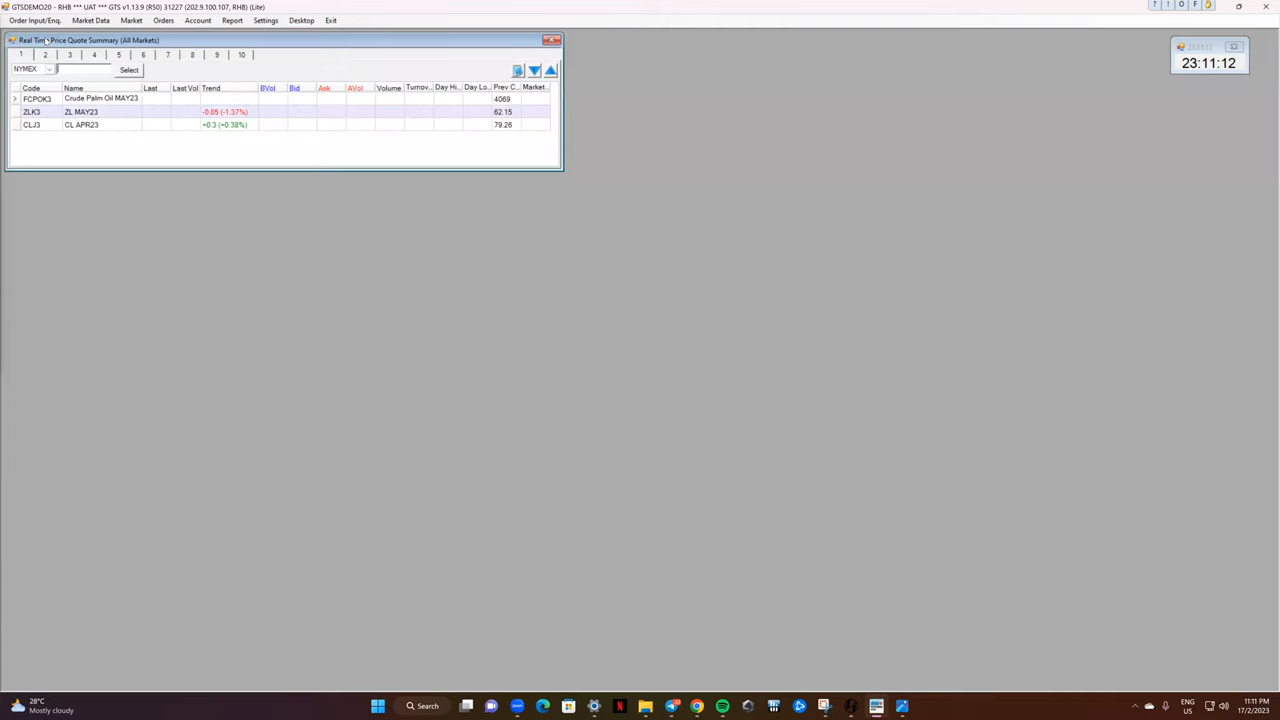 GTSDEMO20 - RHB *** UAT *** GTS v1.13.9 (RS0) 31227 (202.9.100.107, RHB) (Lite)
? ! O F
Order Input/Enq. Market Data Market Orders Account Report Settings Desktop Exit
Real Time Price Quote Summary (All Markets)
23:11:12
1 2 3 4 5 6 7 8 9 10
23:11:12
NYMEX Select
Code Name Last Last Vol Trend BVol Bid Ask AVol Volume Turnov... Day Hi... Day Lo... Prev C... Market...
FCPOK3 Crude Palm Oil MAY23 4069
ZLK3 ZL MAY23 -0.85 (-1.37%) 62.15
CLJ3 CL APR23 +0.3 (+0.38%) 79.26
28°C
Mostly cloudy
Search
N
ENG
US
11:11 PM
17/2/2023